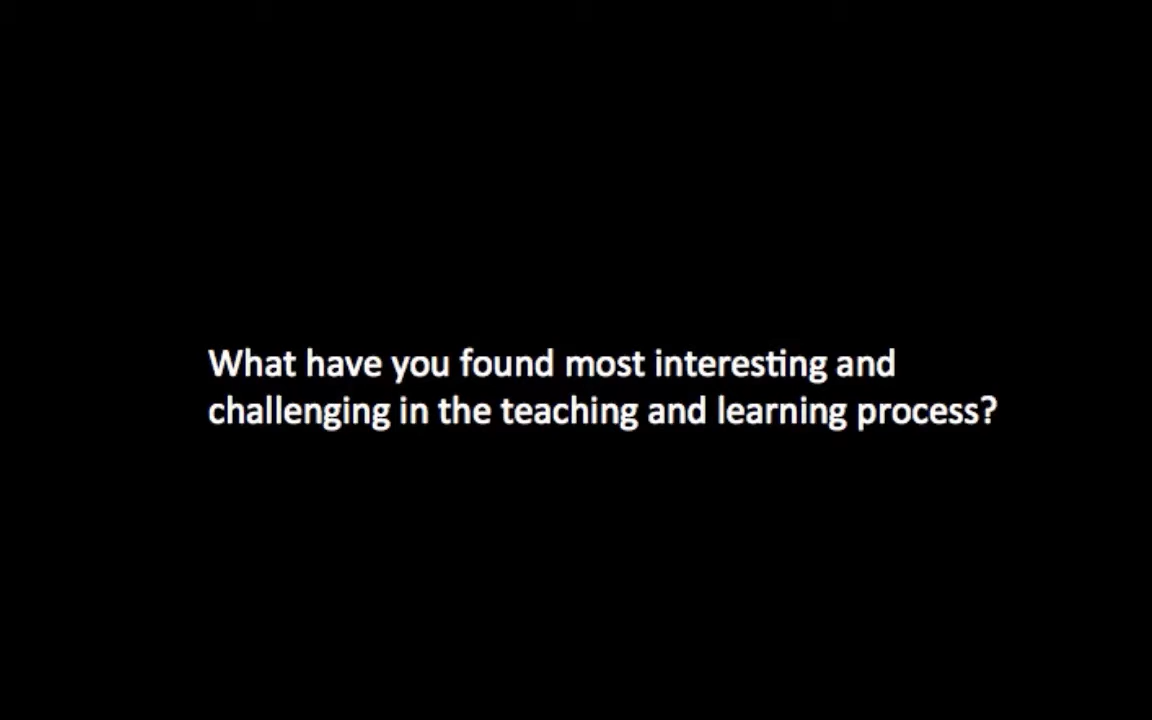 What have you found most interesting and
challenging in the teaching and learning process?